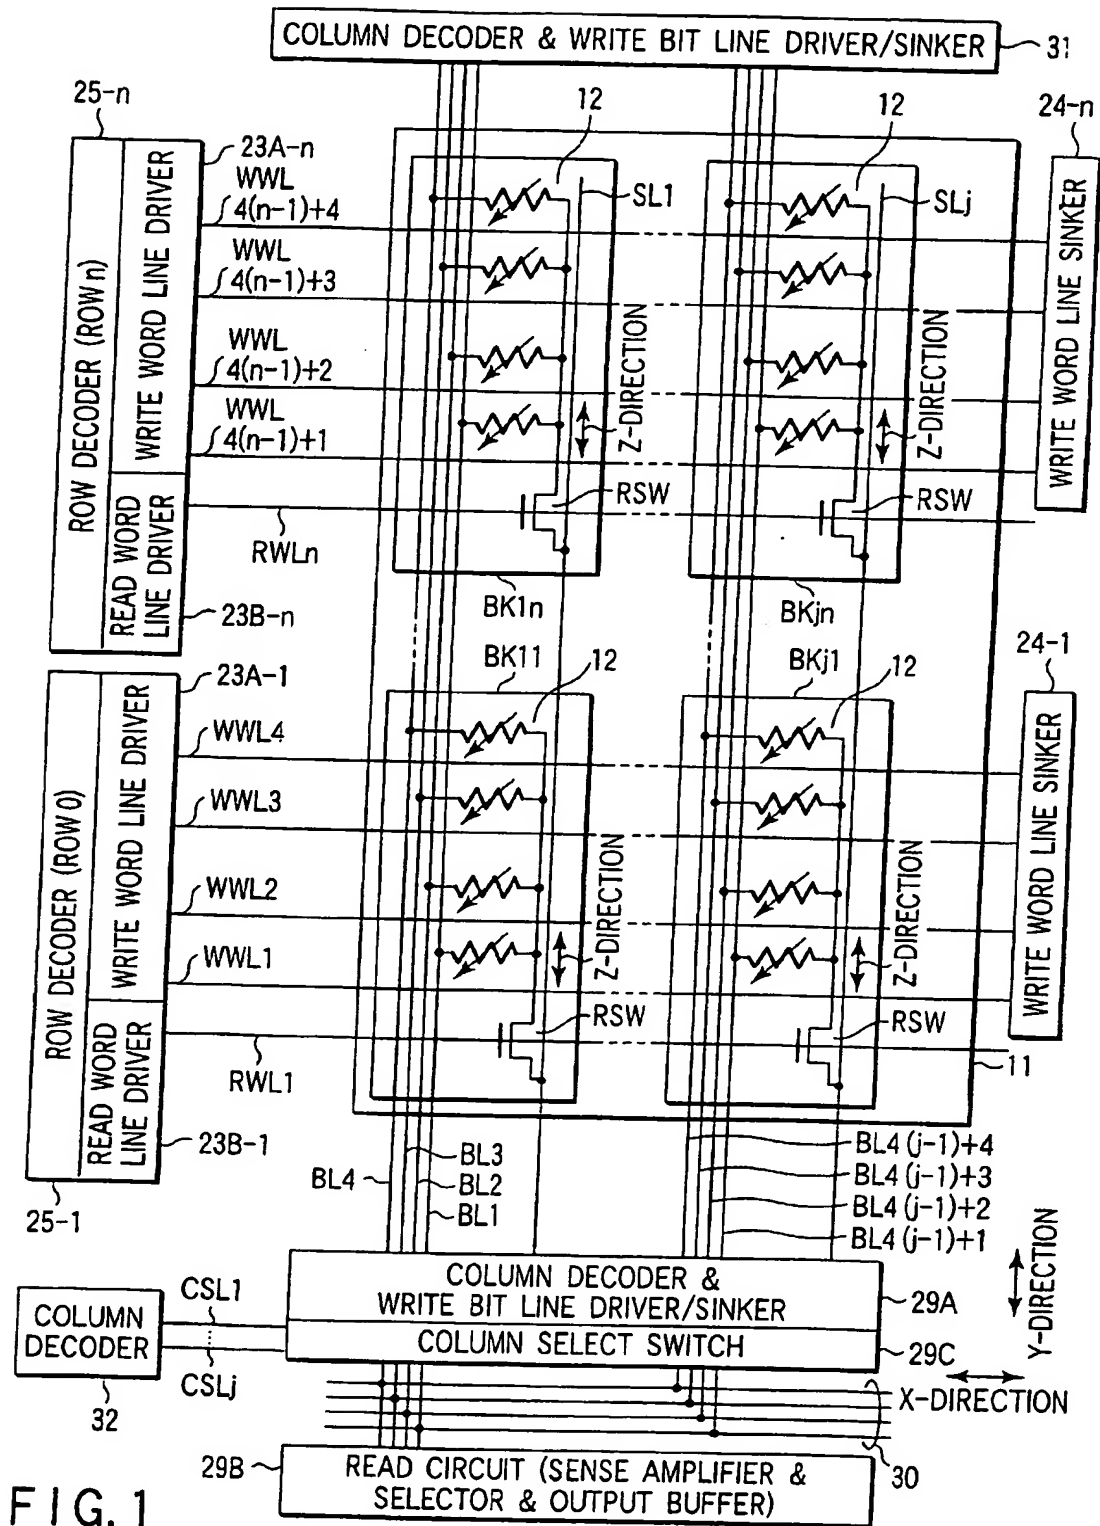 COLUMN DECODER & WRITE BIT LINE DRIVER/SINKER
31
25-n
12
12
24-n
ROW DECODER (ROW n)
WRITE WORD LINE DRIVER
READ WORD
LINE DRIVER
23A-n
WWL
4(n-1)+4
WWL
4(n-1)+3
WWL
4(n-1)+2
WWL
4(n-1)+1
SL1
SLj
Z-DIRECTION
Z-DIRECTION
WRITE WORD LINE SINKER
RSW
RSW
RWLn
23B-n
BK1n
BKjn
BK11
12
BKj1
12
24-1
23A-1
ROW DECODER (ROW 0)
WRITE WORD LINE DRIVER
READ WORD
LINE DRIVER
WWL4
WWL3
WWL2
WWL1
Z-DIRECTION
Z-DIRECTION
WRITE WORD LINE SINKER
RSW
RSW
RWL1
11
23B-1
25-1
BL4
BL3
BL2
BL1
BL4(j-1)+4
BL4(j-1)+3
BL4(j-1)+2
BL4(j-1)+1
COLUMN DECODER &
WRITE BIT LINE DRIVER/SINKER
29A
COLUMN SELECT SWITCH
29C
COLUMN
DECODER
32
CSL1
CSLj
Y-DIRECTION
X-DIRECTION
30
29B
READ CIRCUIT (SENSE AMPLIFIER &
SELECTOR & OUTPUT BUFFER)
FIG.1